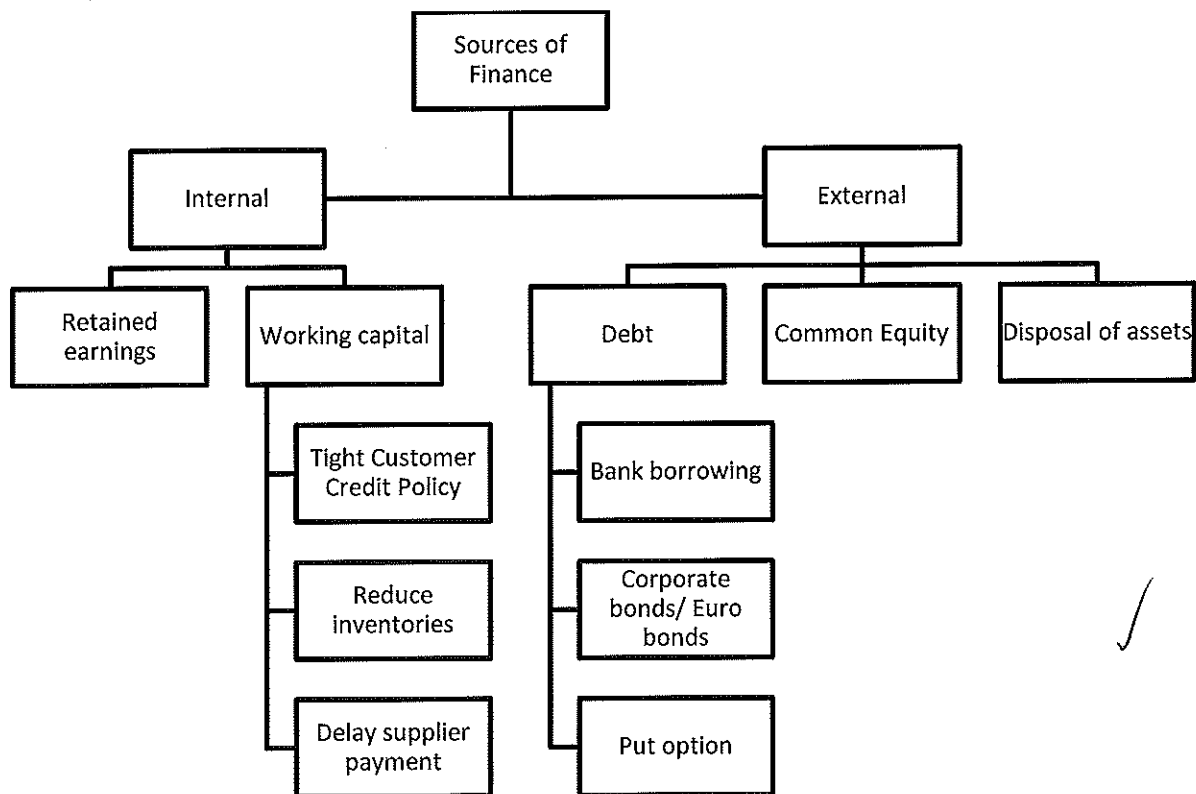 Sources of
Finance
Internal
External
Retained
earnings
Working capital
Debt
Common Equity
Disposal of assets
Tight Customer
Credit Policy
Bank borrowing
Reduce
inventories
Corporate
bonds/ Euro
bonds
Delay supplier
payment
Put option